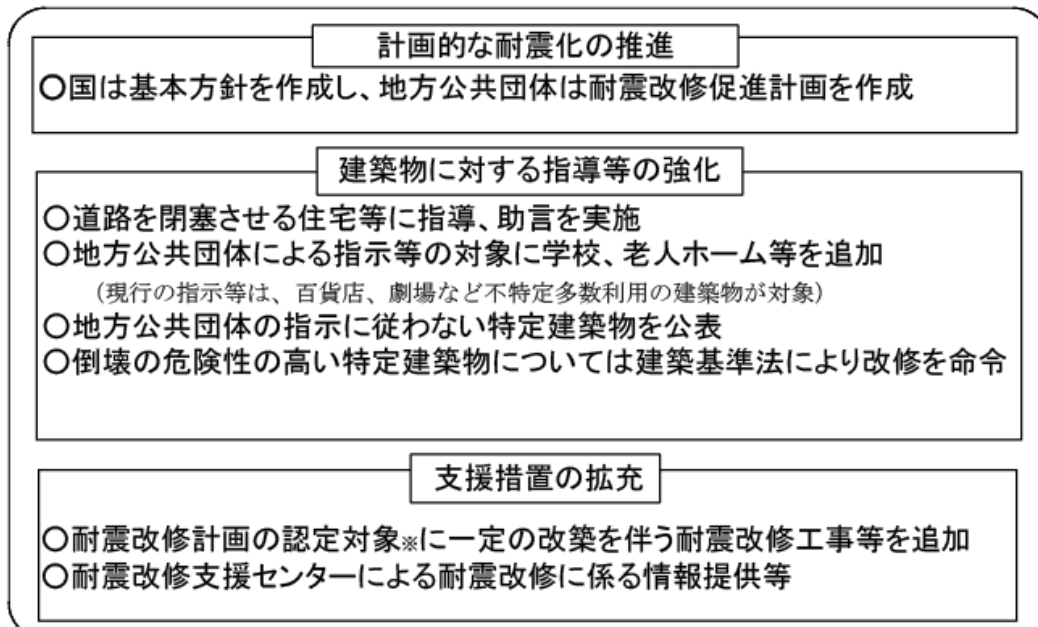 計画的な耐震化の推進
〇国は基本方針を作成し、地方公共団体は耐震改修促進計画を作成
建築物に対する指導等の強化
〇道路を閉塞させる住宅等に指導、助言を実施
〇地方公共団体による指示等の対象に学校、老人ホーム等を追加
（現行の指示等は、百貨店、劇場など不特定多数利用の建築物が対象）
〇地方公共団体の指示に従わない特定建築物を公表
〇倒壊の危険性の高い特定建築物については建築基準法により改修を命令
支援措置の拡充
〇耐震改修計画の認定対象※に一定の改築を伴う耐震改修工事等を追加
〇耐震改修支援センターによる耐震改修に係る情報提供等